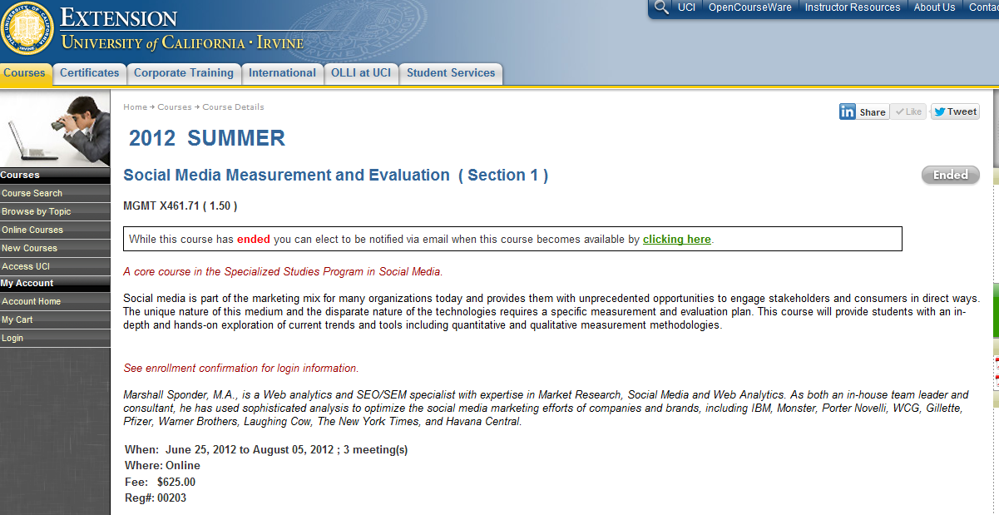 EXTENSION
UNIVERSITY of CALIFORNIA · IRVINE
UCI OpenCourseWare Instructor Resources About Us Contac
Courses Certificates Corporate Training International OLLI at UCI Student Services
Home → Courses → Course Details
in Share Like Tweet
2012 SUMMER
Social Media Measurement and Evaluation ( Section 1 )
Ended
MGMT X461.71 ( 1.50 )
While this course has ended you can elect to be notified via email when this course becomes available by clicking here.
A core course in the Specialized Studies Program in Social Media.
Social media is part of the marketing mix for many organizations today and provides them with unprecedented opportunities to engage stakeholders and consumers in direct ways.
The unique nature of this medium and the disparate nature of the technologies requires a specific measurement and evaluation plan. This course will provide students with an in-
depth and hands-on exploration of current trends and tools including quantitative and qualitative measurement methodologies.
See enrollment confirmation for login information.
Marshall Sponder, M.A., is a Web analytics and SEO/SEM specialist with expertise in Market Research, Social Media and Web Analytics. As both an in-house team leader and
consultant, he has used sophisticated analysis to optimize the social media marketing efforts of companies and brands, including IBM, Monster, Porter Novelli, WCG, Gillette,
Pfizer, Warner Brothers, Laughing Cow, The New York Times, and Havana Central.
When: June 25, 2012 to August 05, 2012 ; 3 meeting(s)
Where: Online
Fee: $625.00
Reg#: 00203
Courses
Course Search
Browse by Topic
Online Courses
New Courses
Access UCI
My Account
Account Home
My Cart
Login